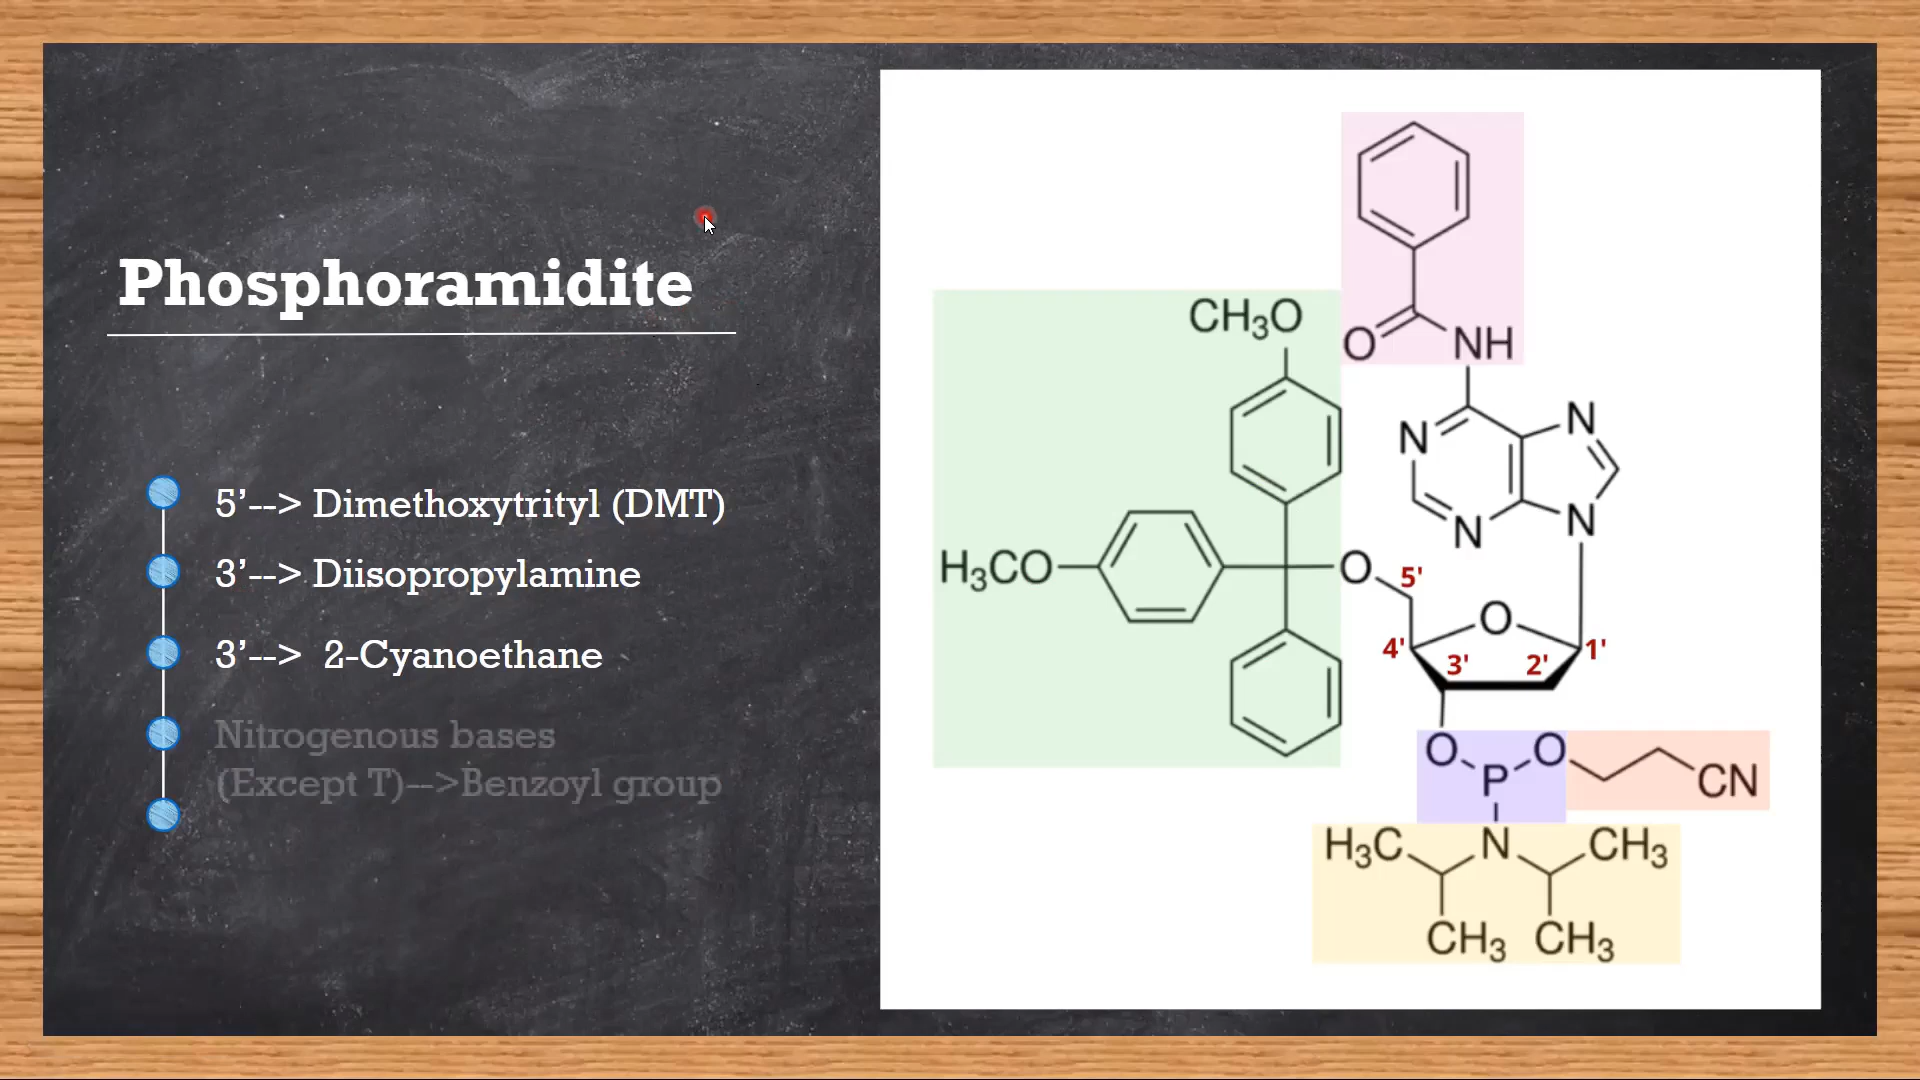 Phosphoramidite
5’--> Dimethoxytrityl (DMT)
3’--> Diisopropylamine
3’--> 2-Cyanoethane
Nitrogenous bases
(Except T)-->Benzoyl group
CH3O
O
NH
N
N
N
N
H3CO
O
5'
O
4'
3'
2'
1'
O
O
P
CN
H3C
N
CH3
CH3
CH3